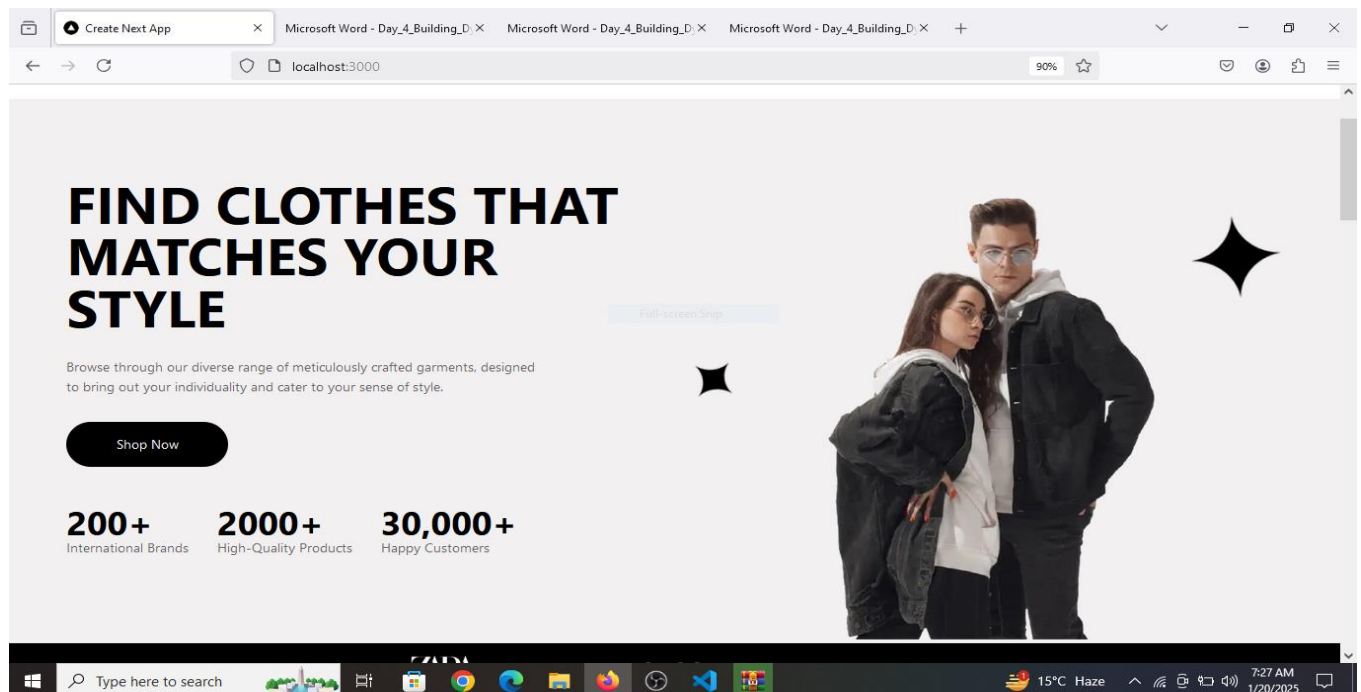 Create Next App
Microsoft Word - Day_4_Building_D
Microsoft Word - Day_4_Building_D
Microsoft Word - Day_4_Building_D
localhost:3000
90%
FIND CLOTHES THAT
MATCHES YOUR
STYLE
Full-screen Snip
Browse through our diverse range of meticulously crafted garments, designed
to bring out your individuality and cater to your sense of style.
Shop Now
200+ 2000+ 30,000+
International Brands High-Quality Products Happy Customers
Type here to search
15°C Haze
7:27 AM
1/20/2025